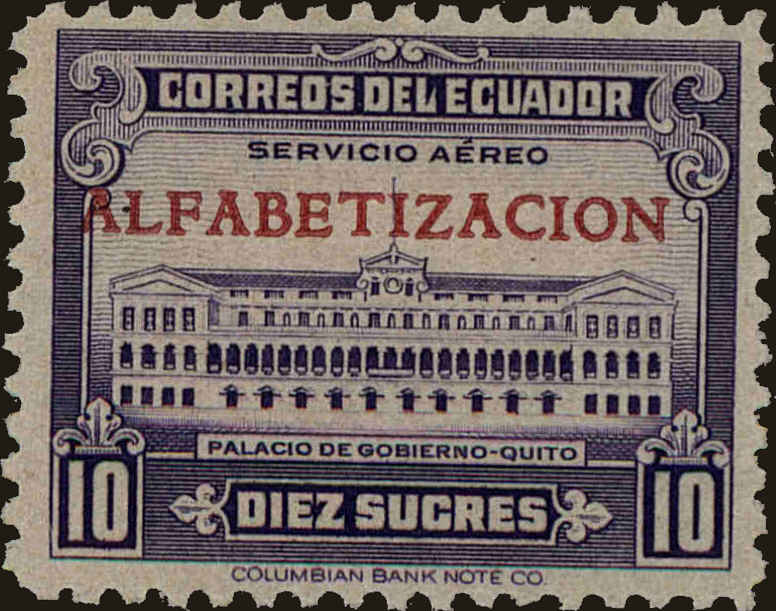 CORREOS DEL ECUADOR
SERVICIO AÉREO
ALFABETIZACION
PALACIO DE GOBIERNO-QUITO
10 DIEZ SUCRES 10
COLUMBIAN BANK NOTE CO.